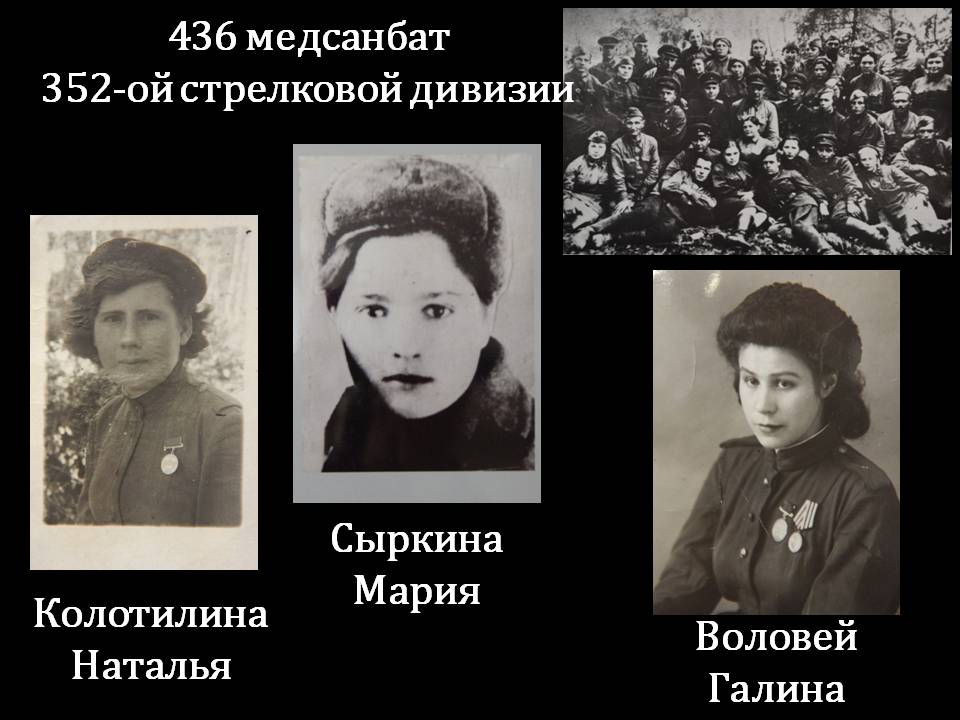 436 медсанбат
352-ой стрелковой дивизии
Сыркина
Мария
Колотилина
Наталья
Воловей
Галина